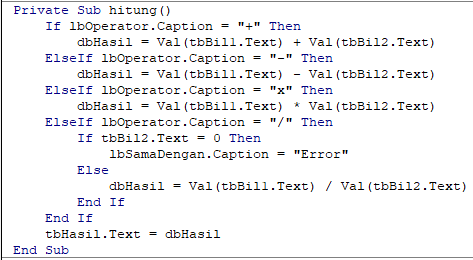 Private Sub hitung()
    If lbOperator.Caption = "+" Then
        dbHasil = Val(tbBil1.Text) + Val(tbBil2.Text)
    ElseIf lbOperator.Caption = "-" Then
        dbHasil = Val(tbBil1.Text) - Val(tbBil2.Text)
    ElseIf lbOperator.Caption = "x" Then
        dbHasil = Val(tbBil1.Text) * Val(tbBil2.Text)
    ElseIf lbOperator.Caption = "/" Then
        If tbBil2.Text = 0 Then
            lbSamaDengan.Caption = "Error"
        Else
            dbHasil = Val(tbBil1.Text) / Val(tbBil2.Text)
        End If
    End If
    tbHasil.Text = dbHasil
End Sub